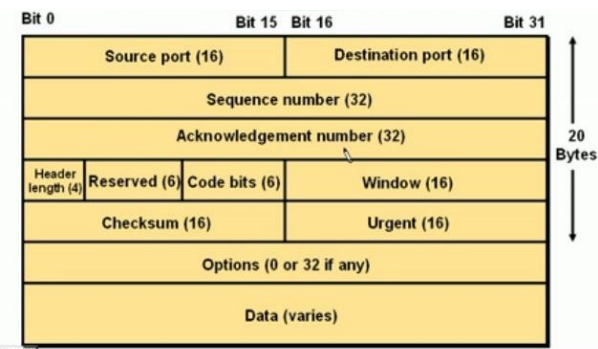 Bit 0 Bit 15 Bit 16 Bit 31
Source port (16) Destination port (16)
Sequence number (32)
Acknowledgement number (32)
20
Bytes
Header
length (4) Reserved (6) Code bits (6) Window (16)
Checksum (16) Urgent (16)
Options (0 or 32 if any)
Data (varies)